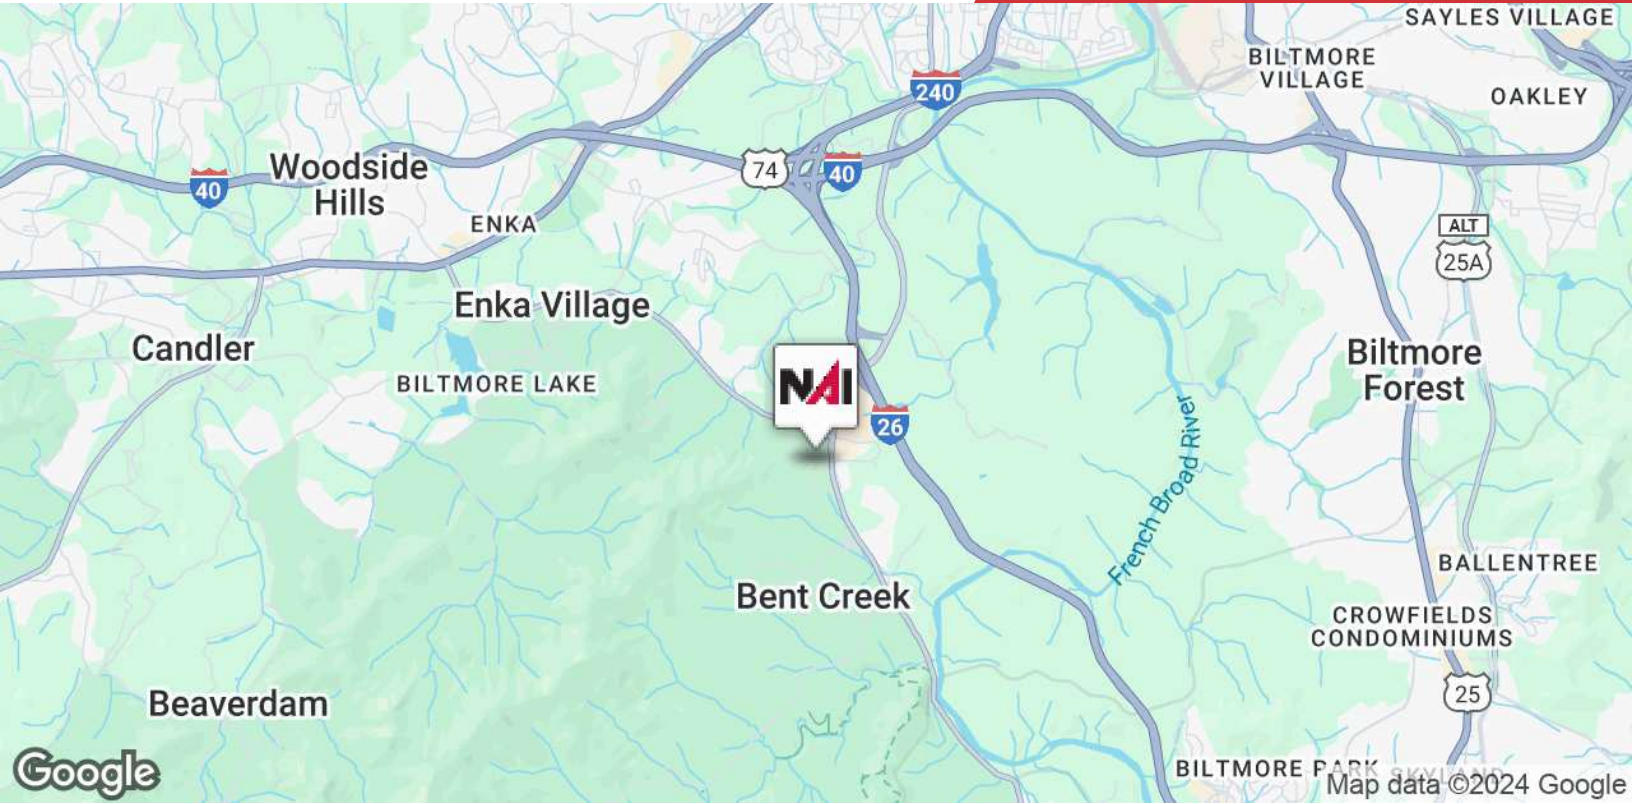 SAYLES VILLAGE
BILTMORE
VILLAGE
OAKLEY
240
74
40
40
Woodside
Hills
ENKA
ALT
25A
Enka Village
Candler
BILTMORE LAKE
NAI
Biltmore
Forest
26
French Broad River
BALLENTREE
Bent Creek
CROWFIELDS
CONDOMINIUMS
25
Beaverdam
BILTMORE PARK
SKYLAND
Google
Map data ©2024 Google